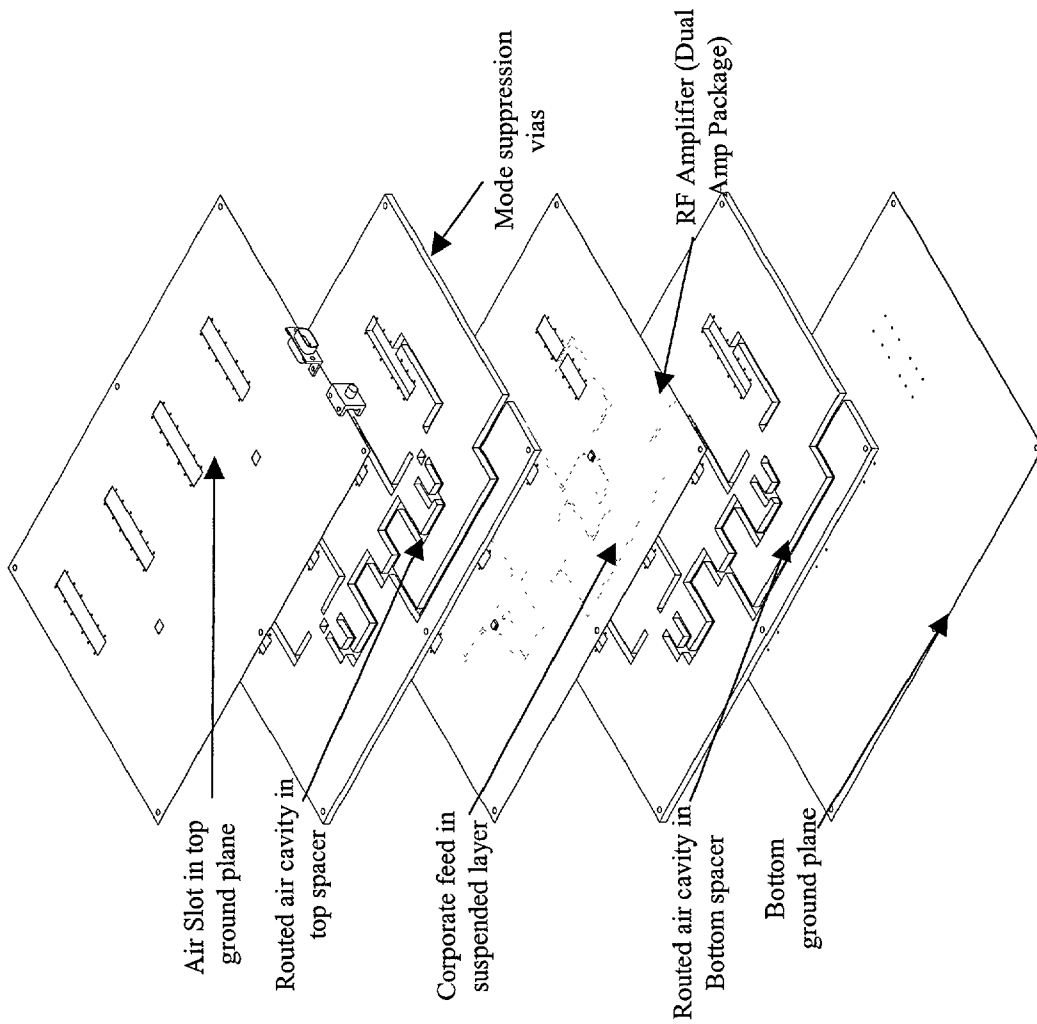 Air Slot in top
ground plane
Routed air cavity in
top spacer
Corporate feed in
suspended layer
Routed air cavity in
Bottom spacer
Bottom
ground plane
Mode suppression
vias
RF Amplifier (Dual
Amp Package)